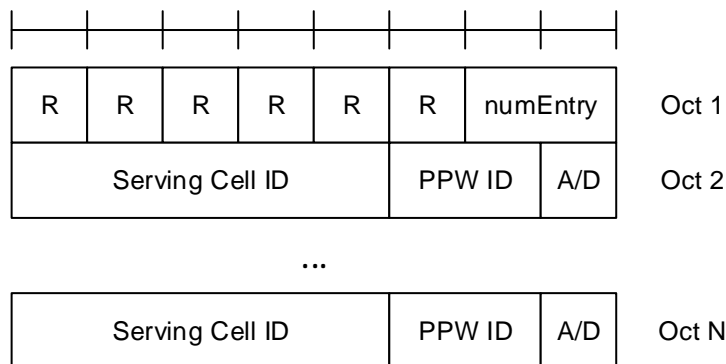 R R R R R R numEntry Oct 1
Serving Cell ID PPW ID A/D Oct 2
...
Serving Cell ID PPW ID A/D Oct N